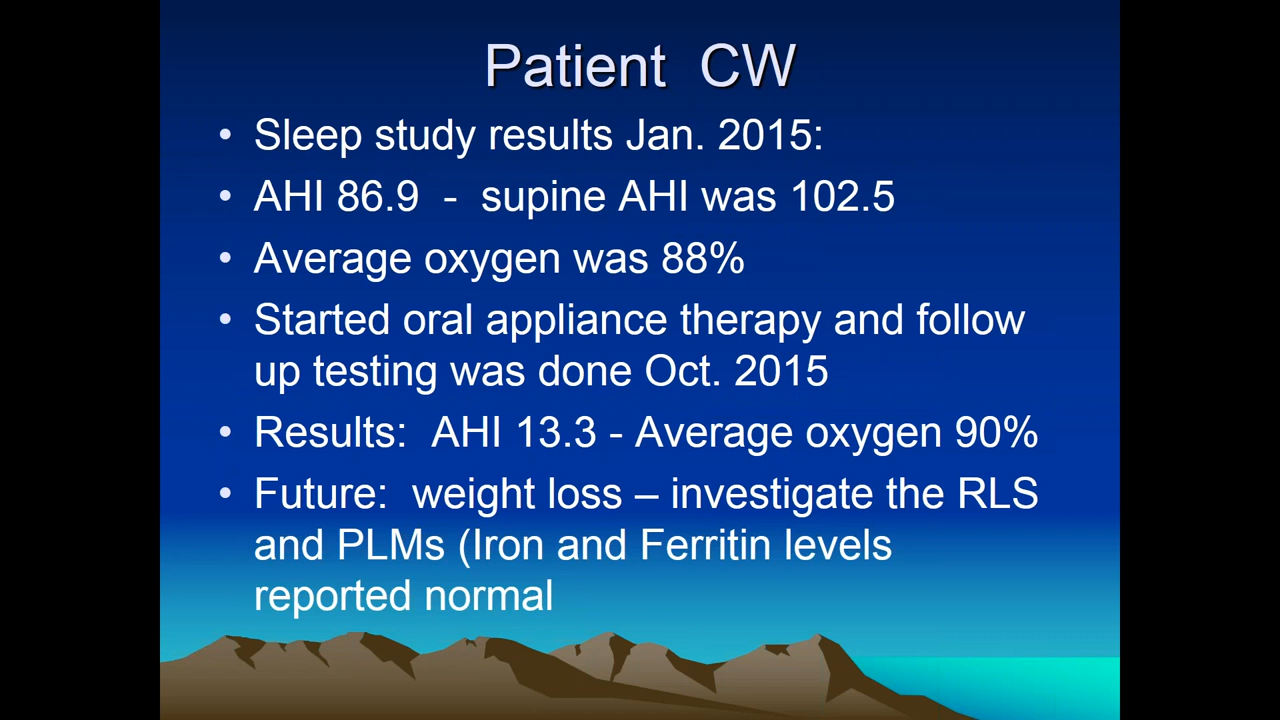 Patient CW
• Sleep study results Jan. 2015:
• AHI 86.9 - supine AHI was 102.5
• Average oxygen was 88%
• Started oral appliance therapy and follow
up testing was done Oct. 2015
• Results: AHI 13.3 - Average oxygen 90%
• Future: weight loss – investigate the RLS
and PLMs (Iron and Ferritin levels
reported normal